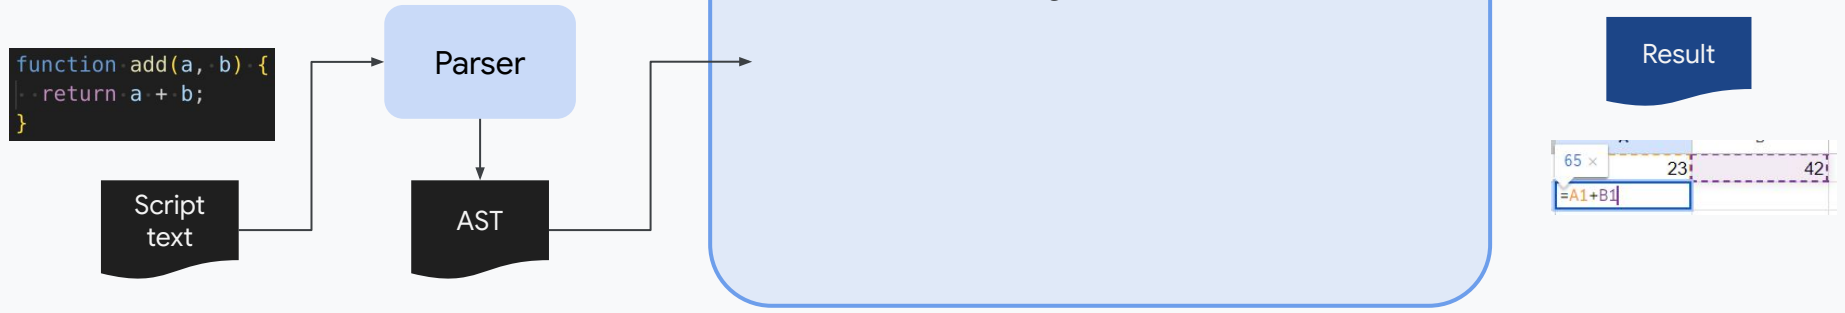 function add(a, b) {
return a + b;
}
Parser
Script
text
AST
Result
65 ×
23
42
=A1+B1